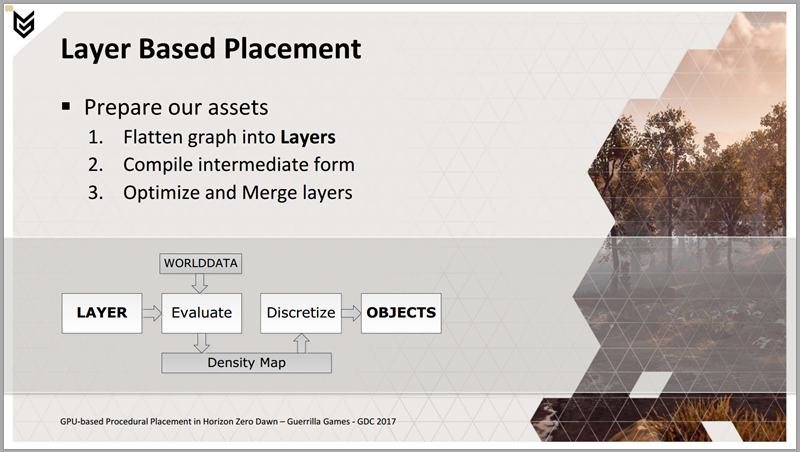 Layer Based Placement
Prepare our assets
1. Flatten graph into Layers
2. Compile intermediate form
3. Optimize and Merge layers
WORLDDATA
LAYER
Evaluate
Discretize
OBJECTS
Density Map
GPU-based Procedural Placement in Horizon Zero Dawn – Guerrilla Games - GDC 2017